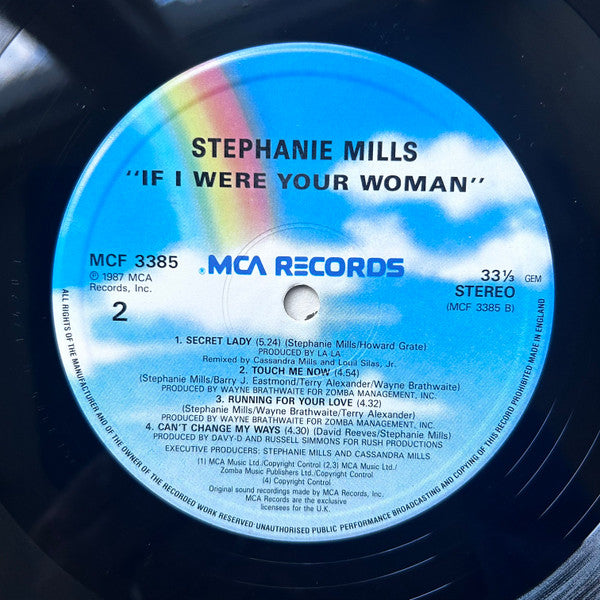 STEPHANIE MILLS
"IF I WERE YOUR WOMAN"
MCF 3385
℗ 1987 MCA
Records, Inc.
2
MCA RECORDS
33⅓ GEM
STEREO
(MCF 3385 B)
1. SECRET LADY (5.24) (Stephanie Mills/Howard Grate)
PRODUCED BY LA-LA
Remixed by Cassandra Mills and Louil Silas, Jr.
2. TOUCH ME NOW (4.54)
(Stephanie Mills/Barry J. Eastmond/Terry Alexander/Wayne Brathwaite)
PRODUCED BY WAYNE BRATHWAITE FOR ZOMBA MANAGEMENT, INC.
3. RUNNING FOR YOUR LOVE (4.32)
(Stephanie Mills/Wayne Brathwaite/Terry Alexander)
PRODUCED BY WAYNE BRATHWAITE FOR ZOMBA MANAGEMENT, INC.
4. CAN'T CHANGE MY WAYS (4.30) (David Reeves/Stephanie Mills)
PRODUCED BY DAVY-D AND RUSSELL SIMMONS FOR RUSH PRODUCTIONS
EXECUTIVE PRODUCERS: STEPHANIE MILLS AND CASSANDRA MILLS
(1) MCA Music Ltd./Copyright Control (2,3) MCA Music Ltd./
Zomba Music Publishers Ltd./Copyright Control
(4) Copyright Control
Original sound recordings made by MCA Records, Inc.
MCA Records are the exclusive
licensees for the U.K.
ALL RIGHTS OF THE MANUFACTURER AND OF THE OWNER OF THE RECORDED WORK RESERVED UNAUTHORISED PUBLIC PERFORMANCE BROADCASTING AND COPYING OF THIS RECORD PROHIBITED MADE IN ENGLAND